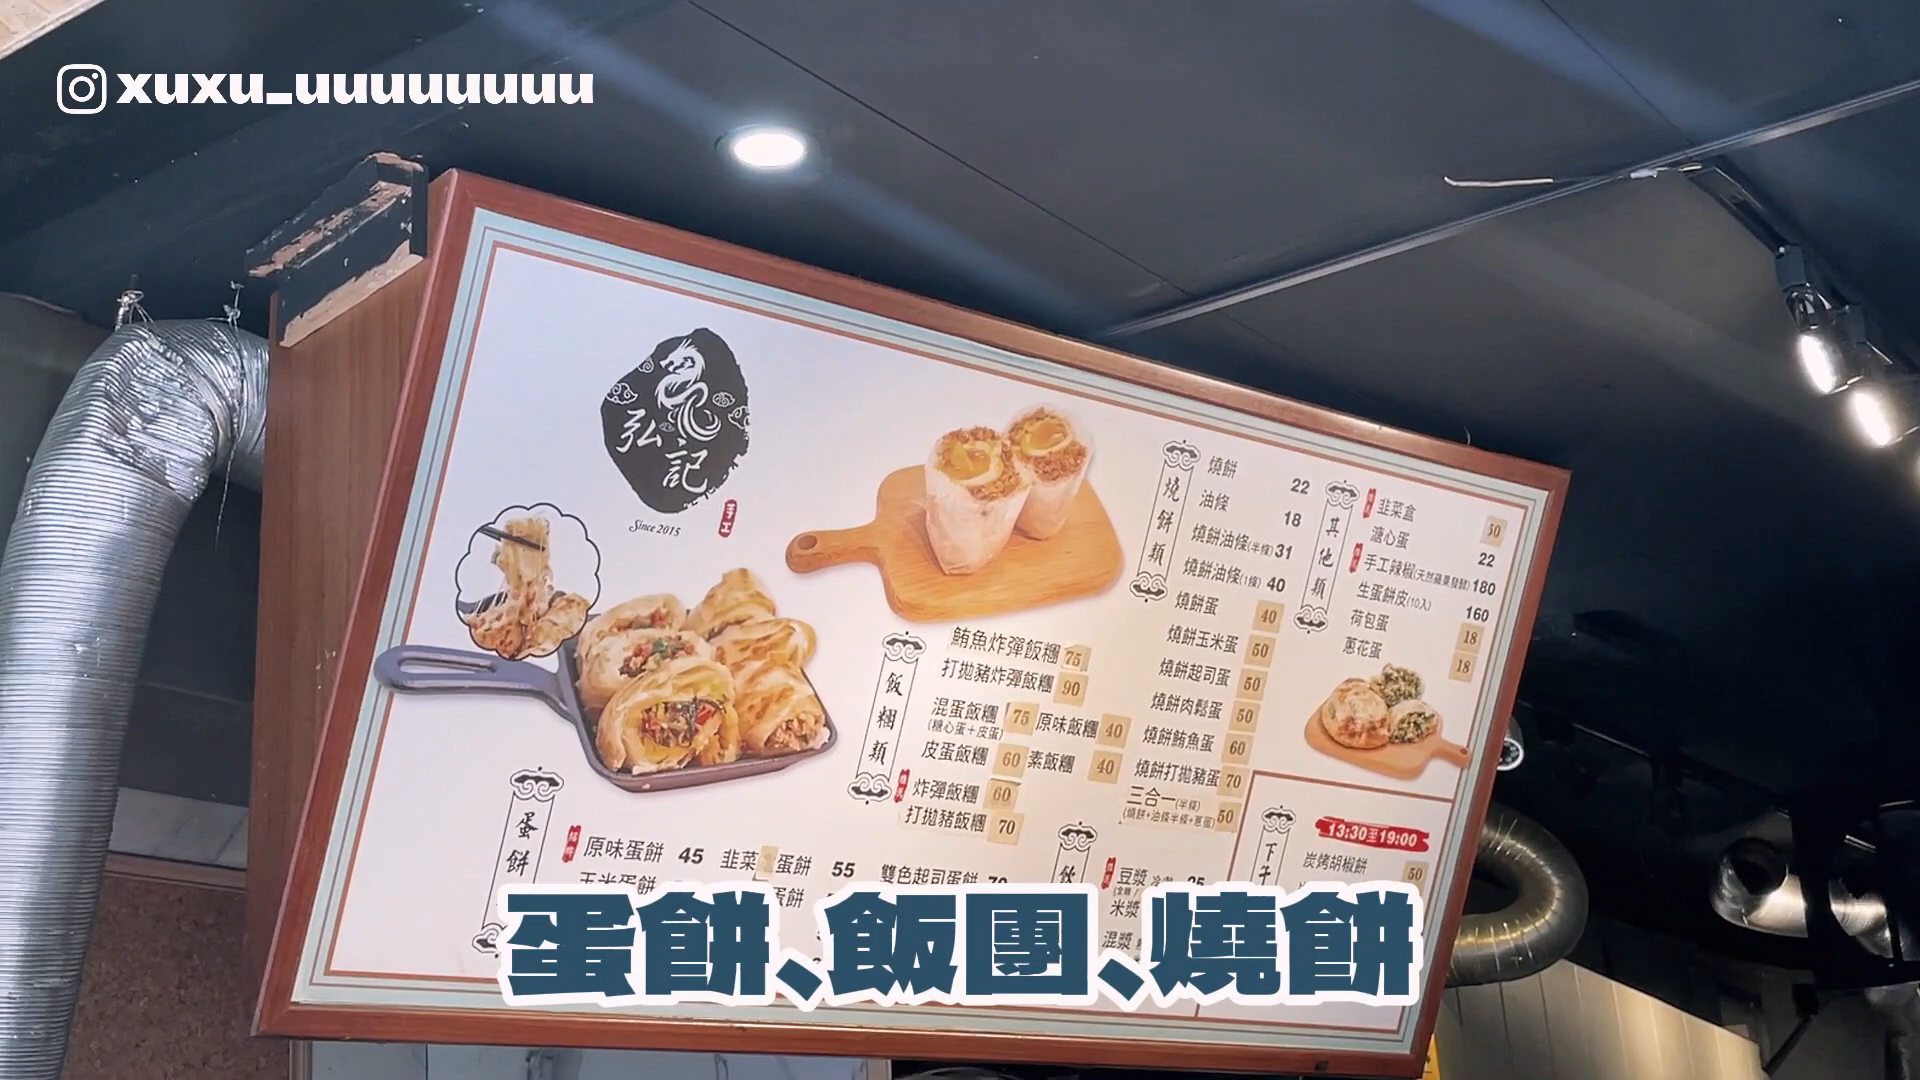 xuxu_uuuuuuuuu
弘記
手工
Since 2015
燒餅類
燒餅 22
油條 18
燒餅油條(半條) 31
燒餅油條(1條) 40
燒餅蛋 40
燒餅玉米蛋 50
燒餅起司蛋 50
燒餅肉鬆蛋 50
燒餅鮪魚蛋 60
燒餅打拋豬蛋 70
三合一(半條) 50
(燒餅+油條半條+蔥蛋)
其他類
韭菜盒 50
溏心蛋 22
手工辣椒(天然蘋果發酵) 180
生蛋餅皮(10入) 160
荷包蛋 18
蔥花蛋 18
飯糰類
鮪魚炸彈飯糰 75
打拋豬炸彈飯糰 90
混蛋飯糰 75 原味飯糰 40
(糖心蛋+皮蛋)
皮蛋飯糰 60 素飯糰 40
炸彈飯糰 60
打拋豬飯糰 70
蛋餅
原味蛋餅 45 韭菜 蛋餅 55 雙色起司蛋餅 70
玉米蛋餅 蛋餅
飲
豆漿
米漿
混漿
13:30至19:00
炭烤胡椒餅 50
蛋餅、飯團、燒餅